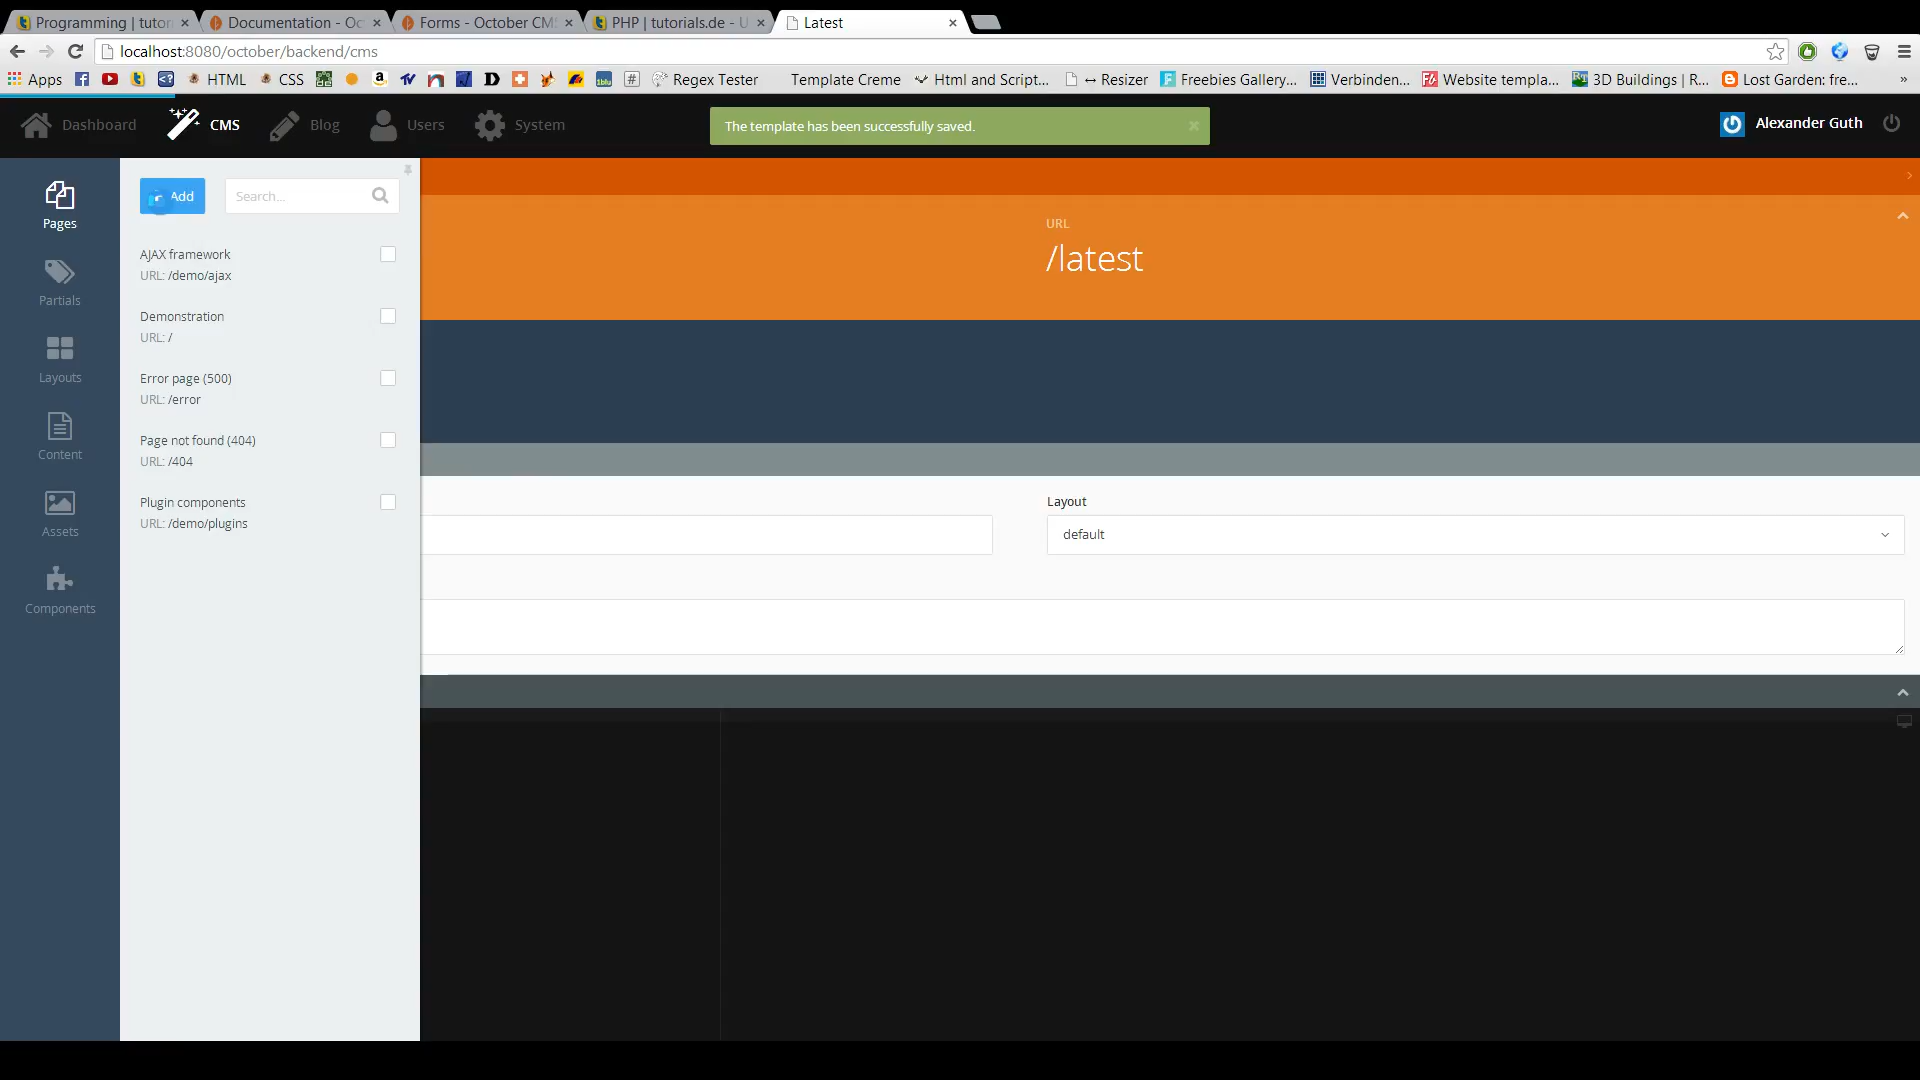 Programming | tutor
Documentation - Oc
Forms - October CM
PHP | tutorials.de - U
Latest
localhost:8080/october/backend/cms
Apps
HTML
CSS
Regex Tester
Template Creme
Html and Script...
↔ Resizer
Freebies Gallery...
Verbinden...
Website templa...
3D Buildings | R...
Lost Garden: fre...
»
Dashboard
CMS
Blog
Users
System
The template has been successfully saved.
Alexander Guth
Pages
Partials
Layouts
Content
Assets
Components
Add
Search...
AJAX framework
URL: /demo/ajax
Demonstration
URL: /
Error page (500)
URL: /error
Page not found (404)
URL: /404
Plugin components
URL: /demo/plugins
URL
/latest
Layout
default